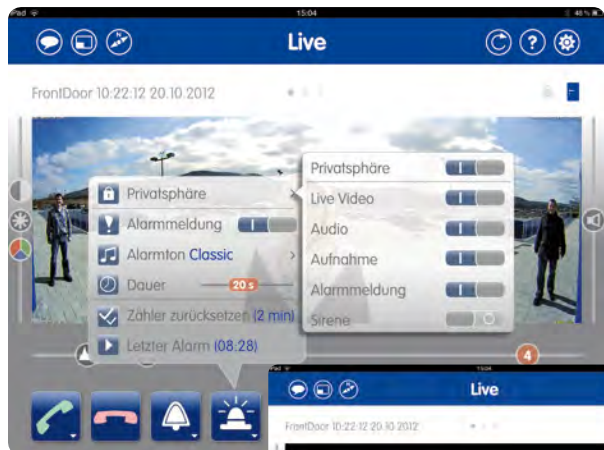 iPad 15:04 48 %
Live
FrontDoor 10:22:12 20.10.2012
Privatsphäre
Alarmmeldung
Alarmton Classic
Dauer 20 s
Zähler zurücksetzen (2 min)
Letzter Alarm (08:28)
Privatsphäre
Live Video
Audio
Aufnahme
Alarmmeldung
Sirene
4
iPad 15:04
Live
FrontDoor 10:22:12 20.10.2012